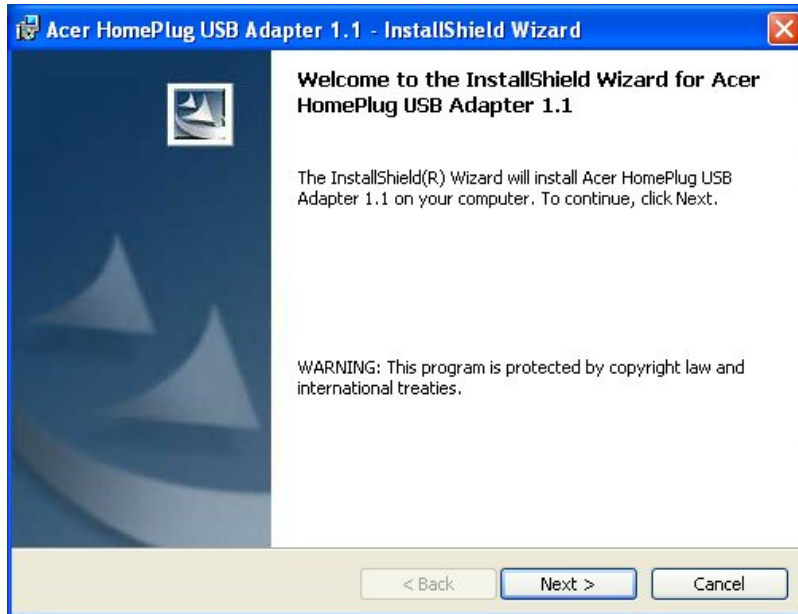 Acer HomePlug USB Adapter 1.1 - InstallShield Wizard
Welcome to the InstallShield Wizard for Acer
HomePlug USB Adapter 1.1
The InstallShield(R) Wizard will install Acer HomePlug USB
Adapter 1.1 on your computer. To continue, click Next.
WARNING: This program is protected by copyright law and
international treaties.
< Back
Next >
Cancel